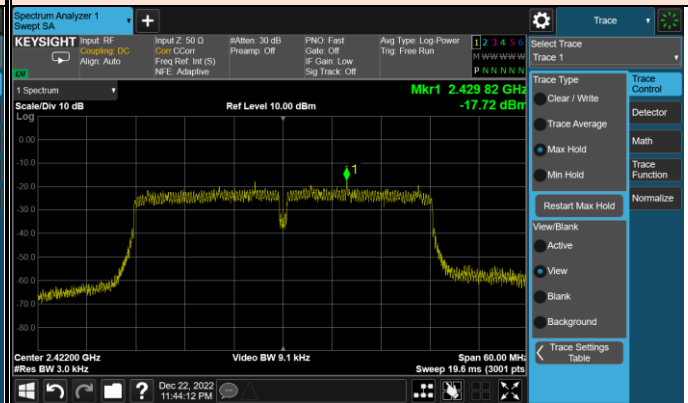 Spectrum Analyzer 1
Swept SA
+
Trace
KEYSIGHT
Input: RF
Coupling: DC
Align: Auto
Input Z: 50 Ω
Corr CCorr
Freq Ref: Int (S)
NFE: Adaptive
#Atten: 30 dB
Preamp: Off
PNO: Fast
Gate: Off
IF Gain: Low
Sig Track: Off
Avg Type: Log-Power
Trig: Free Run
1 2 3 4 5 6
M W W W W W
P N N N N N
LXI
Select Trace
Trace 1
1 Spectrum
Scale/Div 10 dB
Log
Ref Level 10.00 dBm
Mkr1 2.429 82 GHz
-17.72 dBm
0.00
-10.0
-20.0
-30.0
-40.0
-50.0
-60.0
-70.0
-80.0
1
Center 2.42200 GHz
#Res BW 3.0 kHz
Video BW 9.1 kHz
Span 60.00 MHz
Sweep 19.6 ms (3001 pts)
Trace Type
Clear / Write
Trace Average
Max Hold
Min Hold
Restart Max Hold
View/Blank
Active
View
Blank
Background
Trace Settings
Table
Trace
Control
Detector
Math
Trace
Function
Normalize
?
Dec 22, 2022
11:44:12 PM